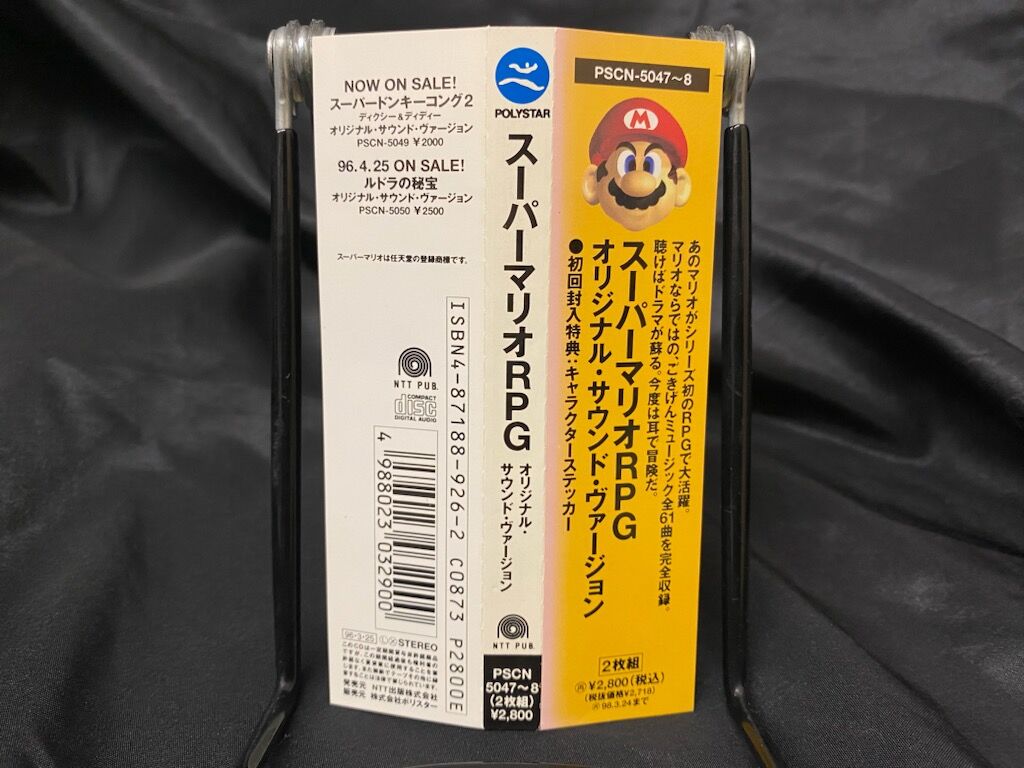 NOW ON SALE!
スーパードンキーコング2
ディクシー&ディディー
オリジナル・サウンド・ヴァージョン
PSCN-5049 ¥2000
96.4.25 ON SALE!
ルドラの秘宝
オリジナル・サウンド・ヴァージョン
PSCN-5050 ¥2500
スーパーマリオは任天堂の登録商標です。
ISBN4-87188-926-2 C0873 P2800E
NTT PUB.
COMPACT
disc
DIGITAL AUDIO
4 988023 032900
96・3・25
STEREO
発売元 NTT出版株式会社
販売元 株式会社ポリスター
POLYSTAR
スーパーマリオRPG
オリジナル・
サウンド・ヴァージョン
NTT PUB.
PSCN
5047~8
(2枚組)
¥2,800
PSCN-5047~8
M
あのマリオがシリーズ初のRPGで大活躍。
マリオならではの、ごきげんミュージック全61曲を完全収録。
聴けばドラマが蘇る。今度は耳で冒険だ。
スーパーマリオRPG
オリジナル・サウンド・ヴァージョン
●初回封入特典:キャラクターステッカー
2枚組
¥2,800(税込)
(税抜価格¥2,718)
98.3.24まで